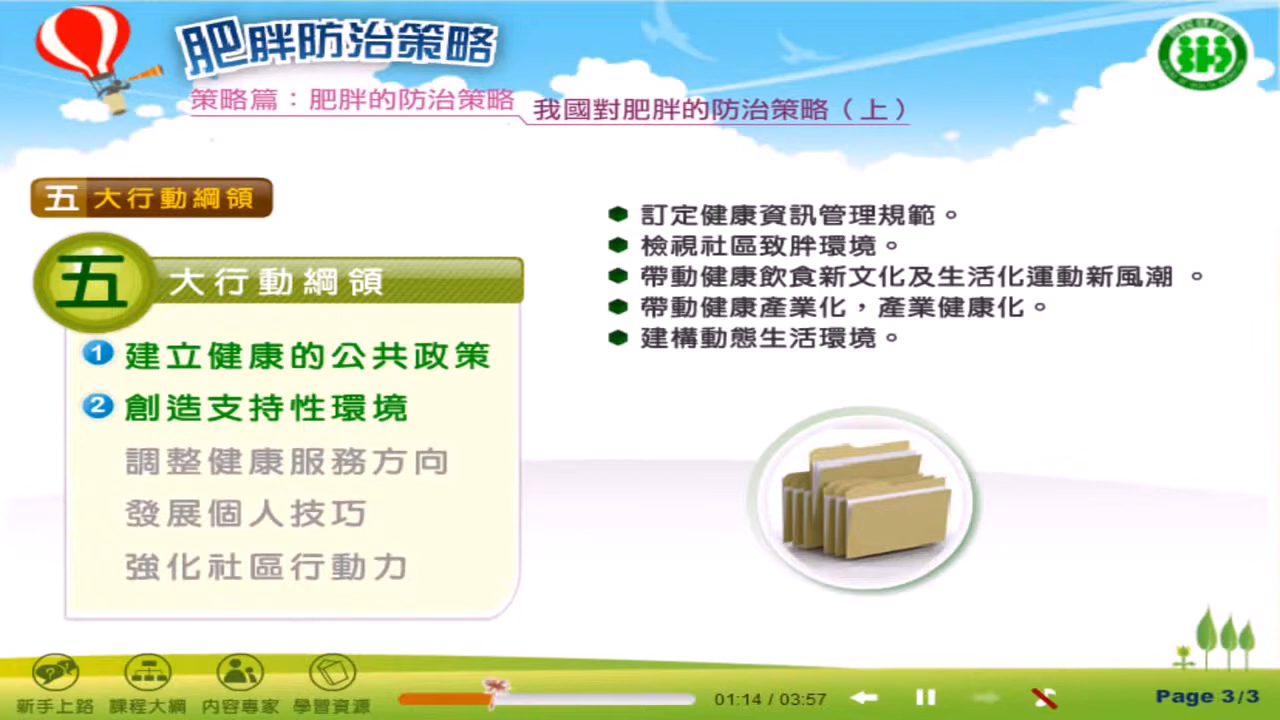 肥胖防治策略
策略篇：肥胖的防治策略
我國對肥胖的防治策略（上）
五大行動綱領
五大行動綱領
1 建立健康的公共政策
2 創造支持性環境
調整健康服務方向
發展個人技巧
強化社區行動力
訂定健康資訊管理規範。
檢視社區致胖環境。
帶動健康飲食新文化及生活化運動新風潮 。
帶動健康產業化，產業健康化。
建構動態生活環境。
新手上路 課程大綱 內容專家 學習資源
01:14 / 03:57
Page 3/3